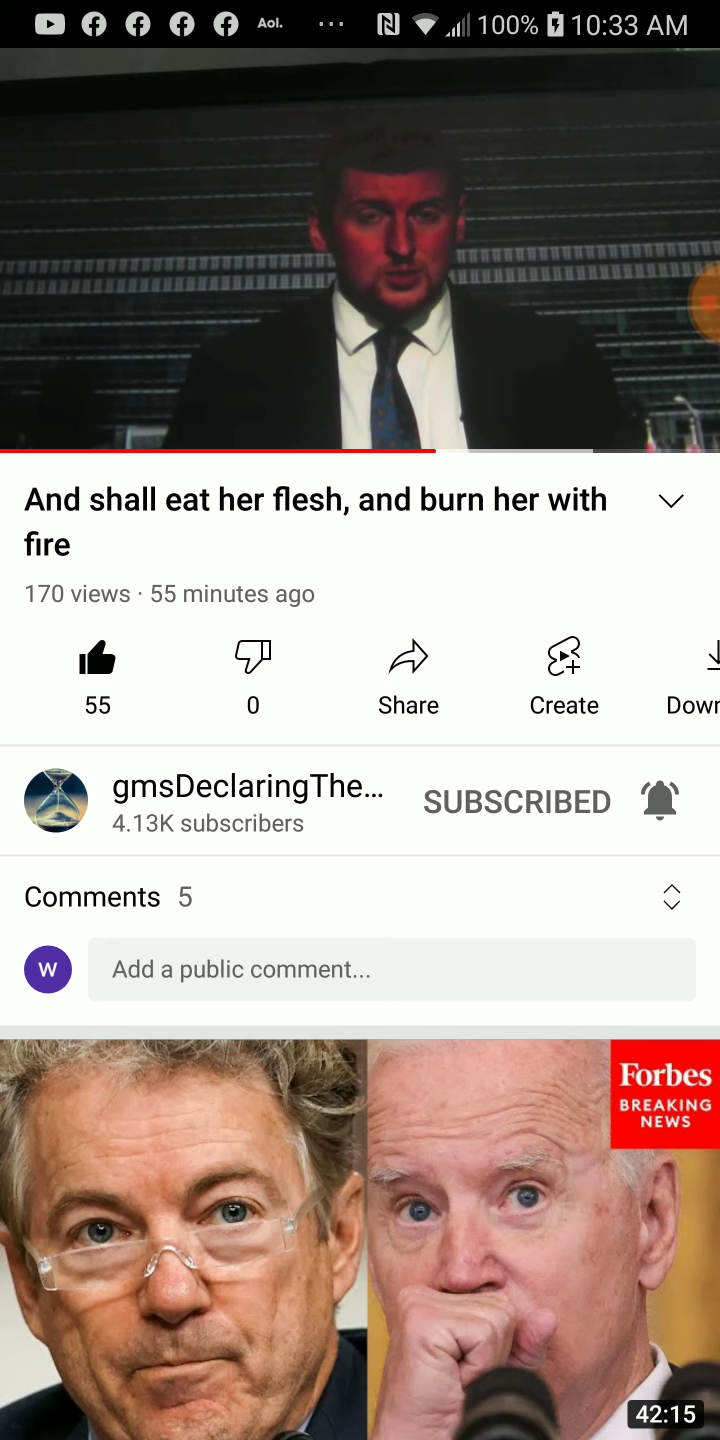 Aol. ... 100% 10:33 AM
And shall eat her flesh, and burn her with
fire
170 views · 55 minutes ago
55 0 Share Create Down
gmsDeclaringThe... SUBSCRIBED
4.13K subscribers
Comments 5
W Add a public comment...
Forbes
BREAKING
NEWS
42:15